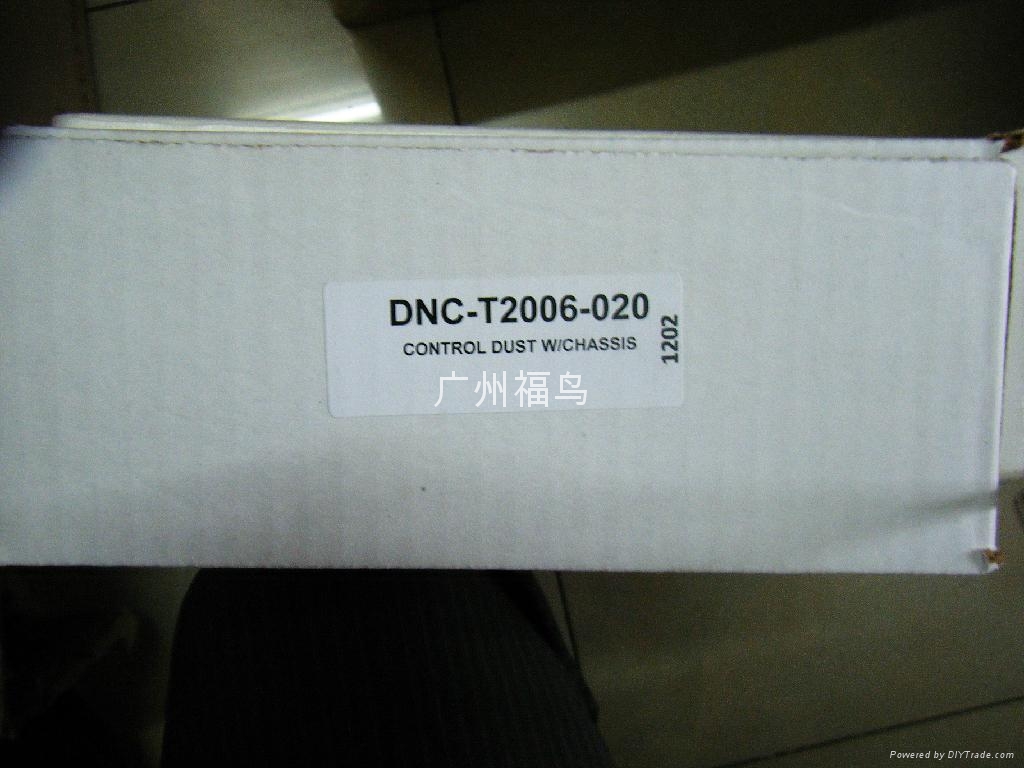 DNC-T2006-020
CONTROL DUST W/CHASSIS
1202
广州福鸟
Powered by DIYTrade.com